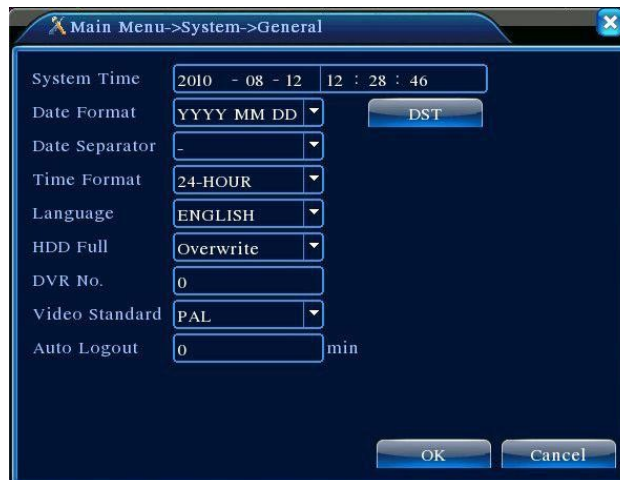 Main Menu->System->General
System Time 2010 - 08 - 12 12 : 28 : 46
Date Format YYYY MM DD DST
Date Separator -
Time Format 24-HOUR
Language ENGLISH
HDD Full Overwrite
DVR No. 0
Video Standard PAL
Auto Logout 0 min
OK Cancel